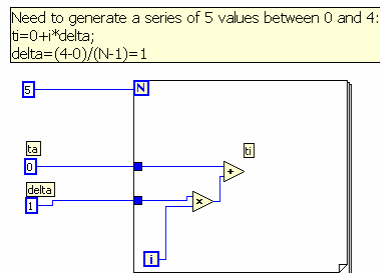 Need to generate a series of 5 values between 0 and 4:
ti=0+i*delta;
delta=(4-0)/(N-1)=1
N
5
ta
ti
0
+
delta
x
1
i